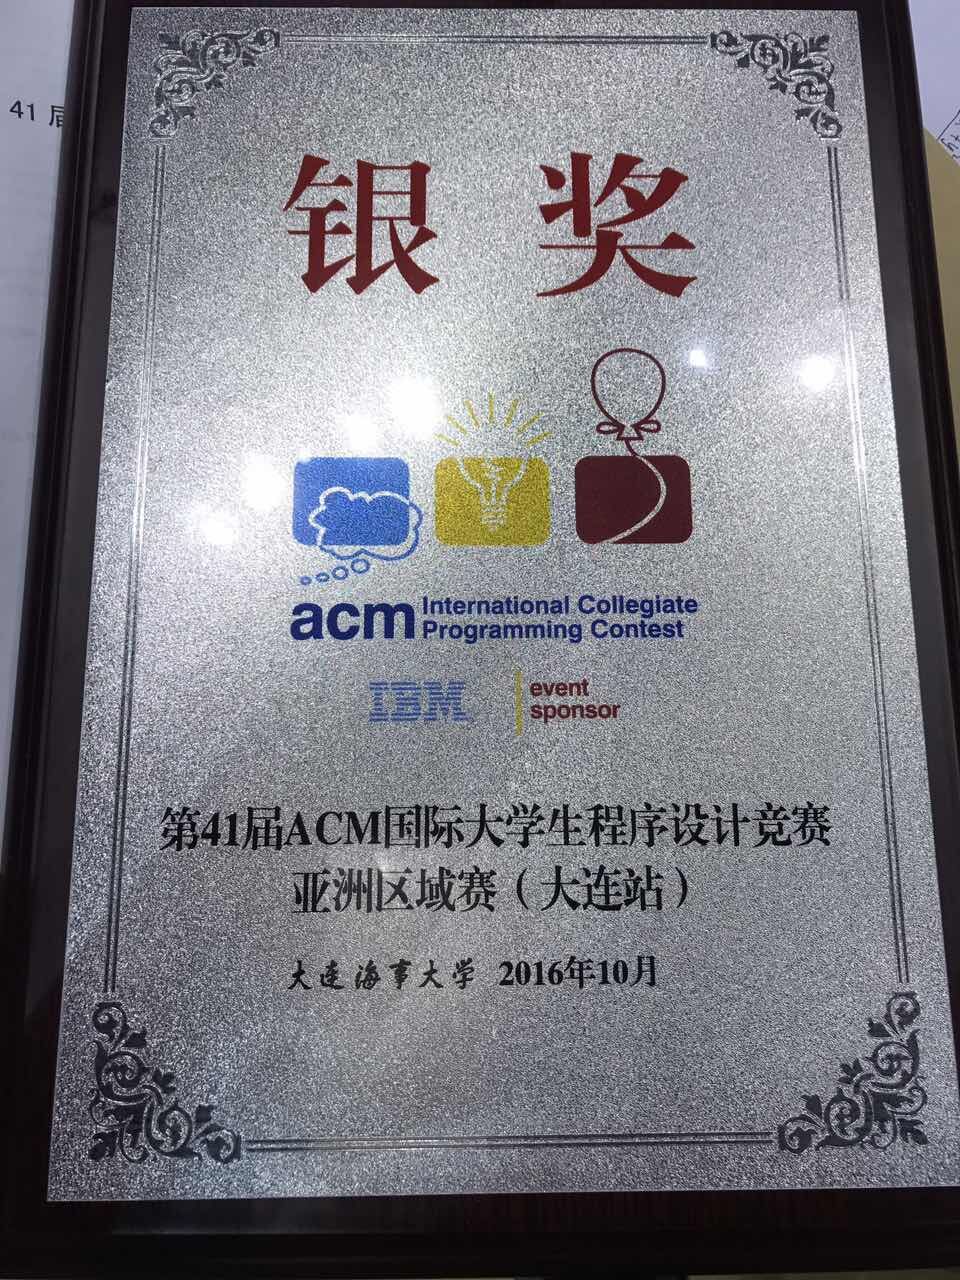 41 届
银奖
acm International Collegiate
Programming Contest
IBM event
sponsor
第41届ACM国际大学生程序设计竞赛
亚洲区域赛（大连站）
大连海事大学 2016年10月